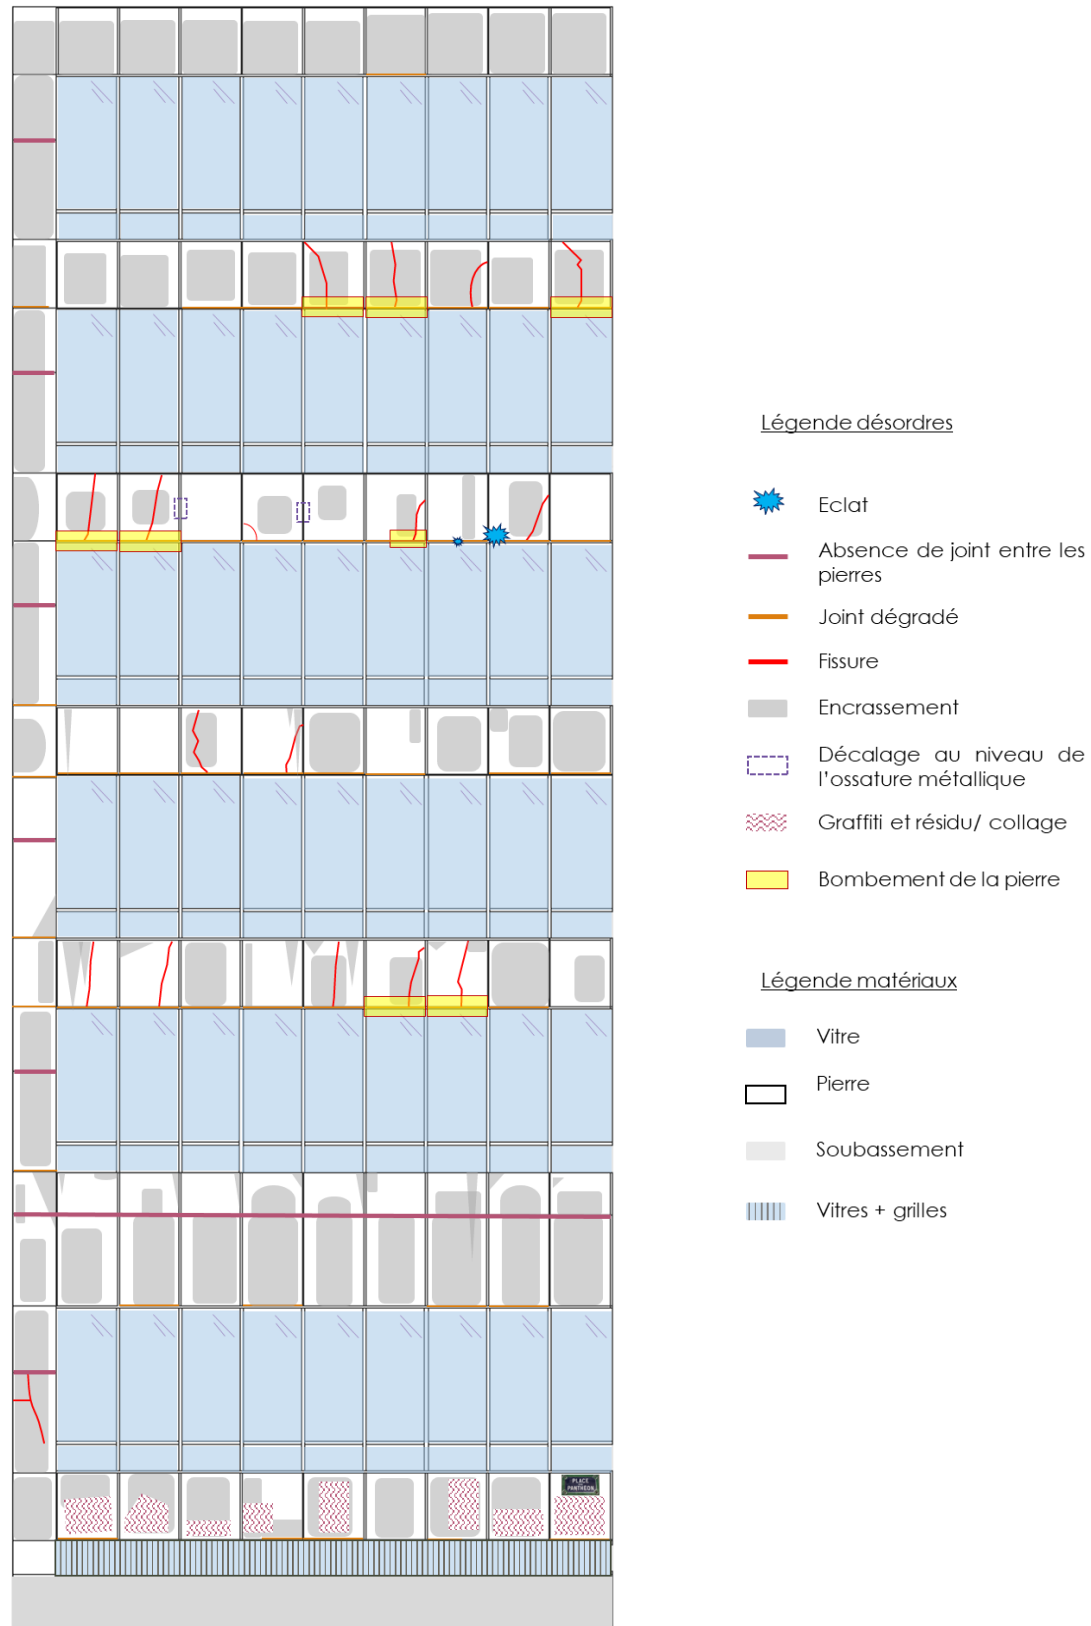 PLACE
DU
PANTHEON
Légende désordres
Eclat
Absence de joint entre les
pierres
Joint dégradé
Fissure
Encrassement
Décalage au niveau de
l’ossature métallique
Graffiti et résidu/ collage
Bombement de la pierre
Légende matériaux
Vitre
Pierre
Soubassement
Vitres + grilles